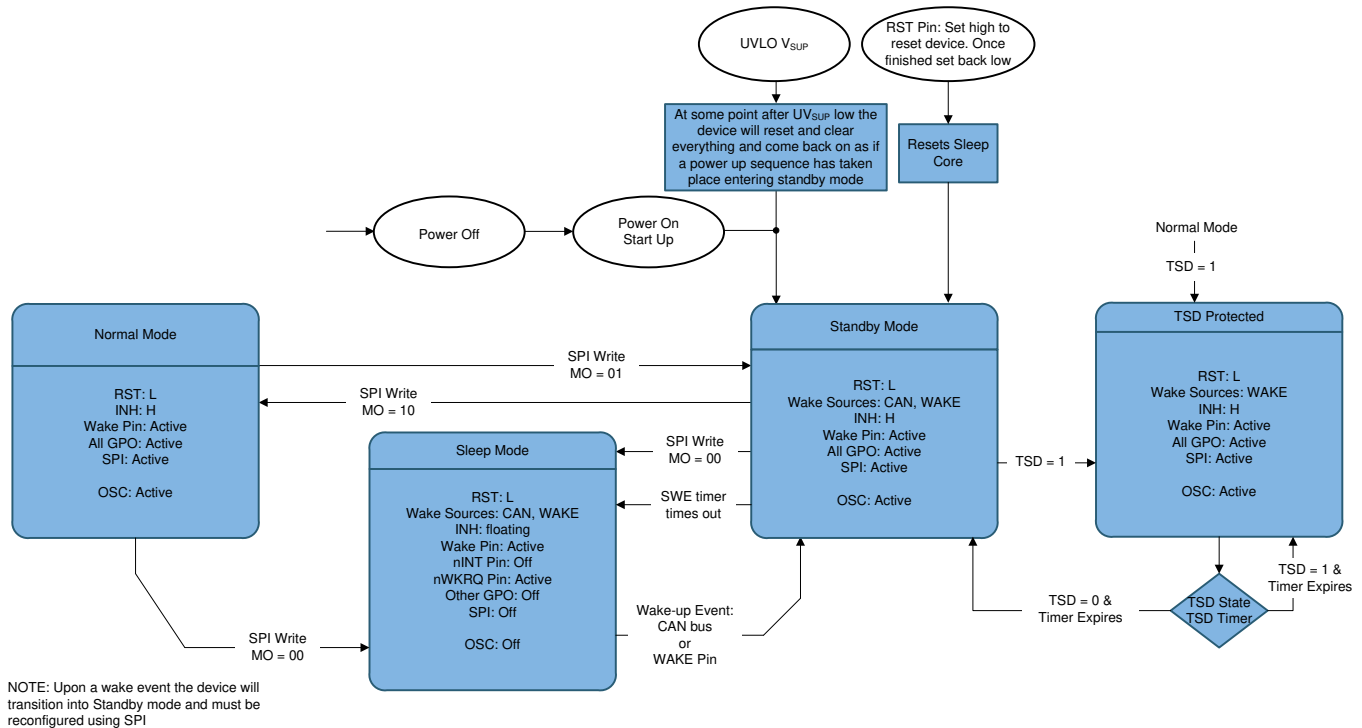 UVLO VSUP
RST Pin: Set high to
reset device. Once
finished set back low
At some point after UVSUP low the
device will reset and clear
everything and come back on as if
a power up sequence has taken
place entering standby mode
Resets Sleep
Core
Power Off
Power On
Start Up
Normal Mode
TSD = 1
Normal Mode
RST: L
INH: H
Wake Pin: Active
All GPO: Active
SPI: Active
OSC: Active
SPI Write
MO = 01
SPI Write
MO = 10
Standby Mode
RST: L
Wake Sources: CAN, WAKE
INH: H
Wake Pin: Active
All GPO: Active
SPI: Active
OSC: Active
TSD = 1
TSD Protected
RST: L
Wake Sources: WAKE
INH: H
Wake Pin: Active
All GPO: Active
SPI: Active
OSC: Active
Sleep Mode
RST: L
Wake Sources: CAN, WAKE
INH: floating
Wake Pin: Active
nINT Pin: Off
nWKRQ Pin: Active
Other GPO: Off
SPI: Off
OSC: Off
SPI Write
MO = 00
SWE timer
times out
Wake-up Event:
CAN bus
or
WAKE Pin
TSD = 0 &
Timer Expires
TSD State
TSD Timer
TSD = 1 &
Timer Expires
SPI Write
MO = 00
NOTE: Upon a wake event the device will
transition into Standby mode and must be
reconfigured using SPI